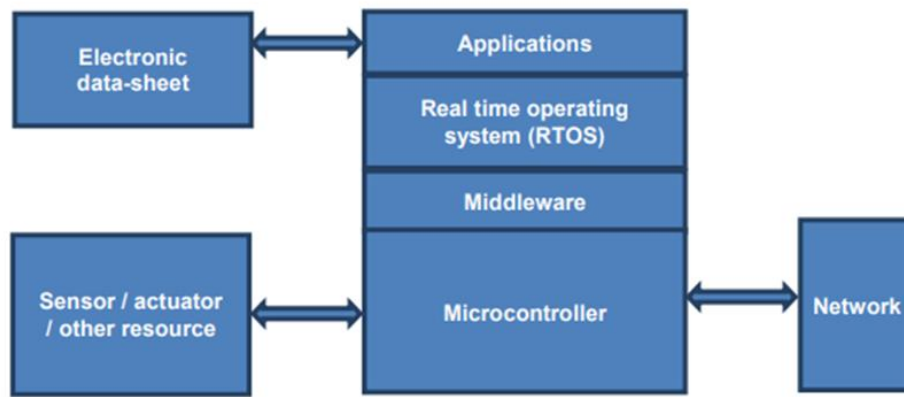 Electronic
data-sheet
Applications
Real time operating
system (RTOS)
Middleware
Sensor / actuator
/ other resource
Microcontroller
Network